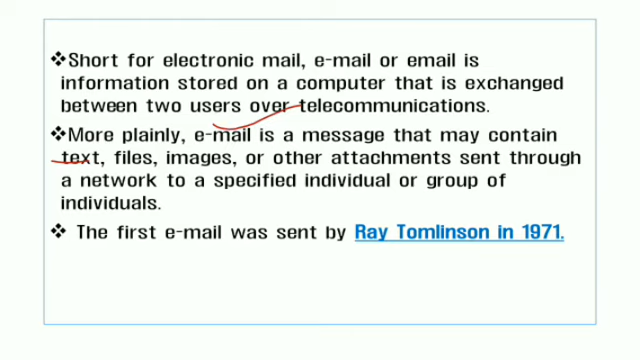 ❖Short for electronic mail, e-mail or email is
information stored on a computer that is exchanged
between two users over telecommunications.
❖More plainly, e-mail is a message that may contain
text, files, images, or other attachments sent through
a network to a specified individual or group of
individuals.
❖ The first e-mail was sent by Ray Tomlinson in 1971.